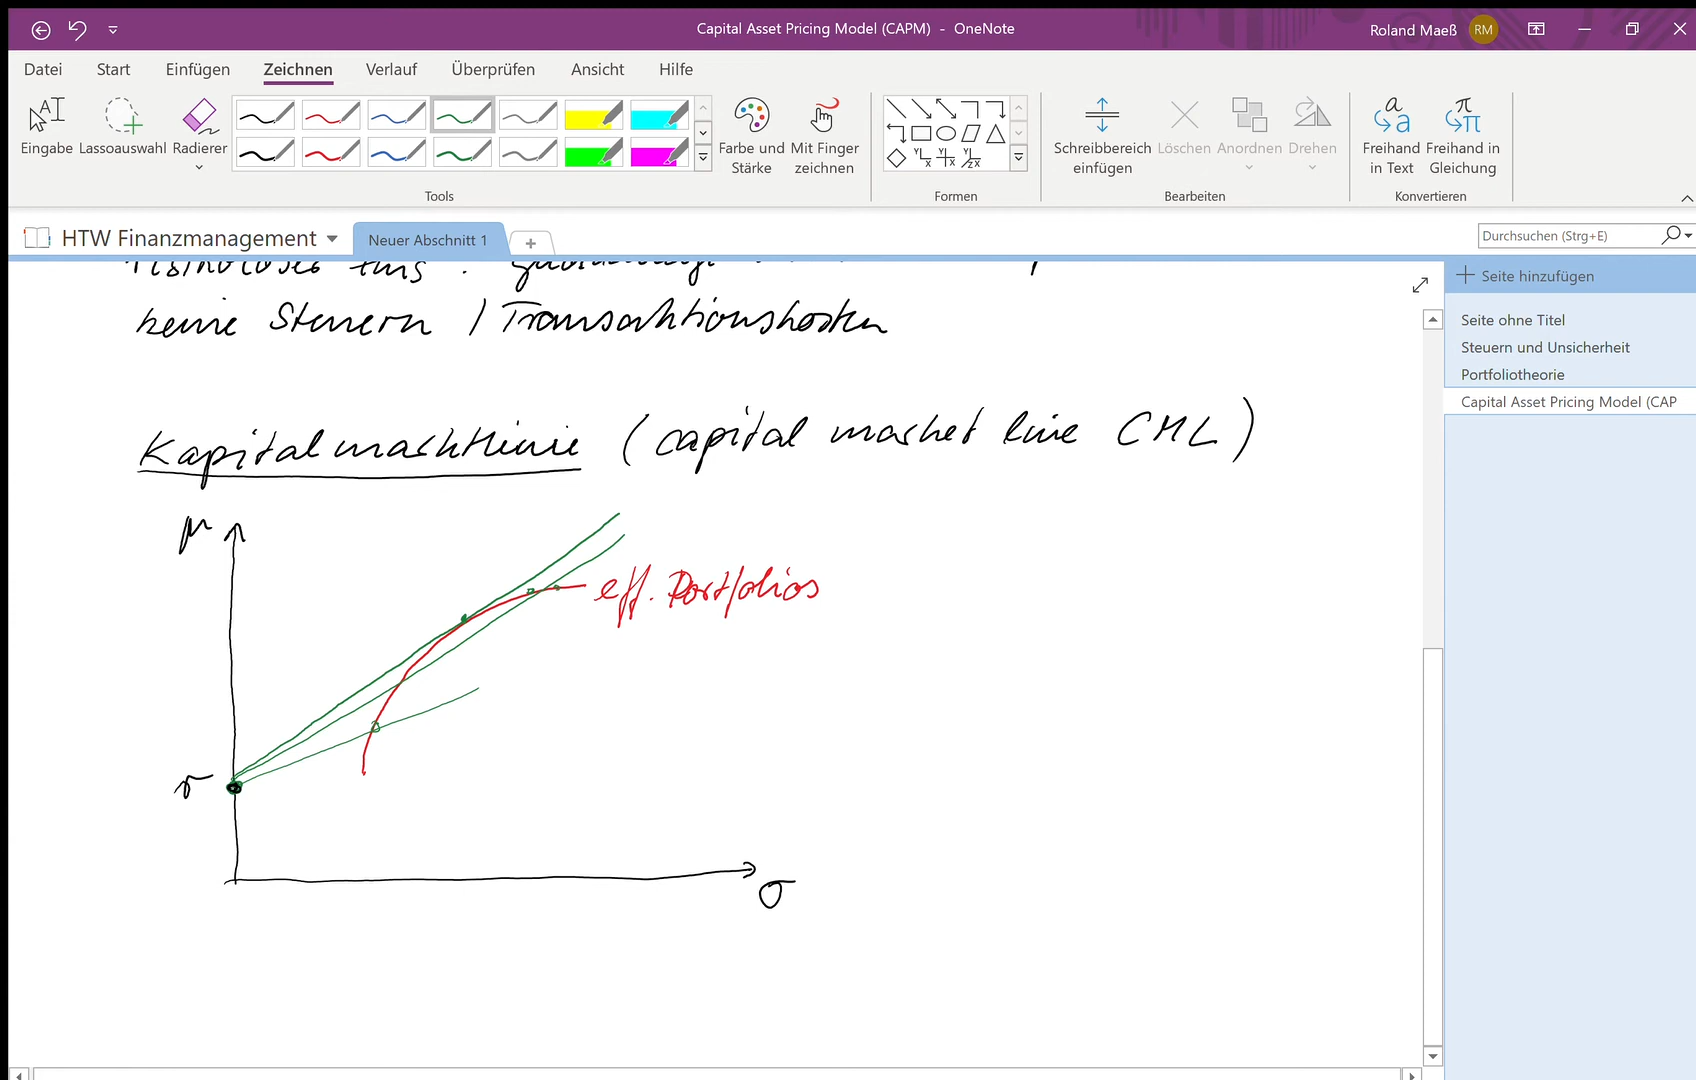 Capital Asset Pricing Model (CAPM) - OneNote
Roland Maeß RM
Datei Start Einfügen Zeichnen Verlauf Überprüfen Ansicht Hilfe
Eingabe Lassoauswahl Radierer
Farbe und Stärke
Mit Finger zeichnen
Schreibbereich einfügen
Löschen Anordnen Drehen
Freihand in Text
Freihand in Gleichung
Tools Formen Bearbeiten Konvertieren
HTW Finanzmanagement Neuer Abschnitt 1
Durchsuchen (Strg+E)
Seite hinzufügen
Seite ohne Titel
Steuern und Unsicherheit
Portfoliotheorie
Capital Asset Pricing Model (CAP
risikoloser Zins :
keine Steuern / Transaktionskosten
Kapitalmarktlinie (capital market line CML)
μ
eff. Portfolios
r
σ